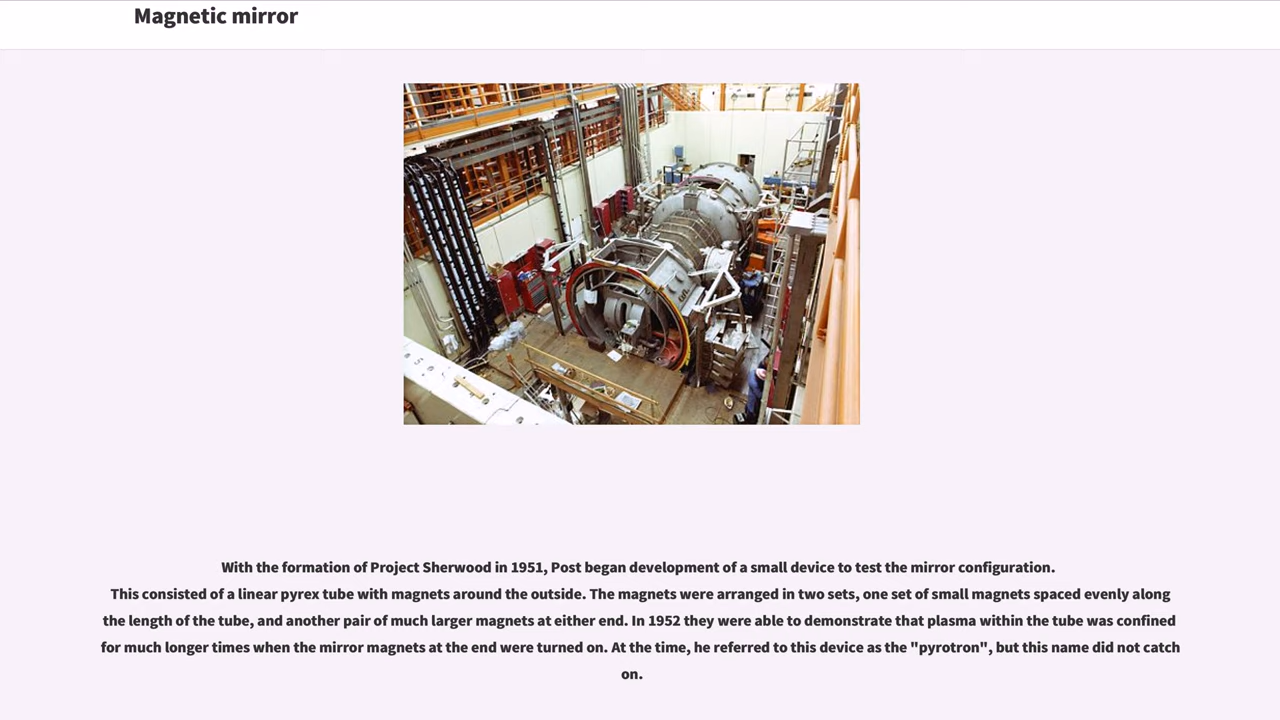 Magnetic mirror
With the formation of Project Sherwood in 1951, Post began development of a small device to test the mirror configuration.
This consisted of a linear pyrex tube with magnets around the outside. The magnets were arranged in two sets, one set of small magnets spaced evenly along
the length of the tube, and another pair of much larger magnets at either end. In 1952 they were able to demonstrate that plasma within the tube was confined
for much longer times when the mirror magnets at the end were turned on. At the time, he referred to this device as the "pyrotron", but this name did not catch
on.